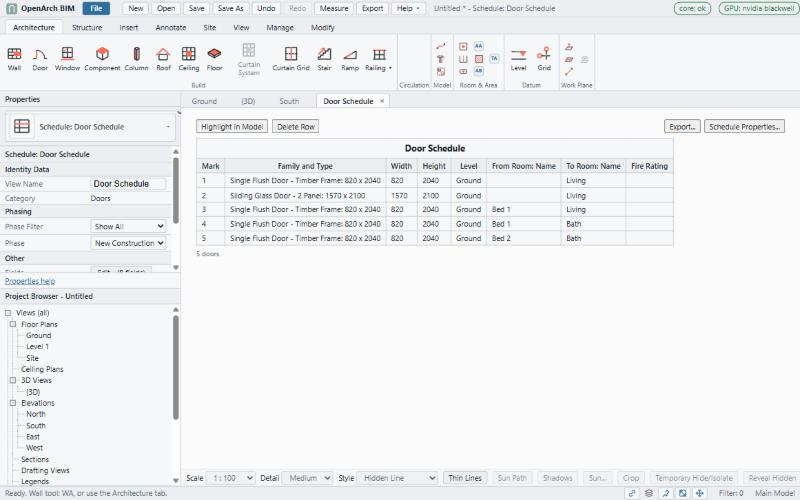 OpenArch BIM File New Open Save Save As Undo Redo Measure Export Help Untitled * - Schedule: Door Schedule core: ok GPU: nvidia blackwell
Architecture Structure Insert Annotate Site View Manage Modify
Wall Door Window Component Column Roof Ceiling Floor Curtain System Curtain Grid Stair Ramp Railing Level Grid
AA TA AB
Build Circulation Model Room & Area Datum Work Plane
Properties
Ground {3D} South Door Schedule ×
Schedule: Door Schedule
Highlight in Model Delete Row Export... Schedule Properties...
Schedule: Door Schedule
Identity Data
View Name Door Schedule
Category Doors
Phasing
Phase Filter Show All
Phase New Construction
Other
Fields Edit... (8 fields)
Properties help
Project Browser - Untitled
Views (all)
Floor Plans
Ground
Level 1
Site
Ceiling Plans
3D Views
{3D}
Elevations
North
South
East
West
Sections
Drafting Views
Legends
Door Schedule
Mark Family and Type Width Height Level From Room: Name To Room: Name Fire Rating
1 Single Flush Door - Timber Frame: 820 x 2040 820 2040 Ground Living
2 Sliding Glass Door - 2 Panel: 1570 x 2100 1570 2100 Ground Living
3 Single Flush Door - Timber Frame: 820 x 2040 820 2040 Ground Bed 1 Living
4 Single Flush Door - Timber Frame: 820 x 2040 820 2040 Ground Bed 1 Bath
5 Single Flush Door - Timber Frame: 820 x 2040 820 2040 Ground Bed 2 Bath
5 doors
Scale 1 : 100 Detail Medium Style Hidden Line Thin Lines Sun Path Shadows Sun... Crop Temporary Hide/Isolate Reveal Hidden
Ready. Wall tool: WA, or use the Architecture tab. Filter: 0 Main Model